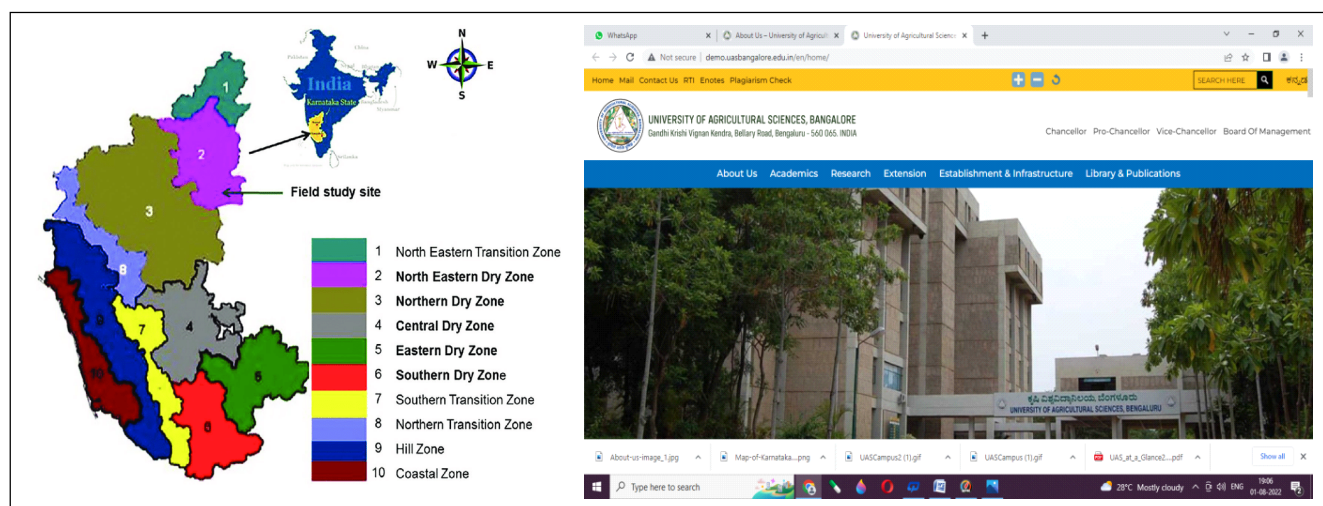 N
W
E
S
China
India
Karnataka State
1
2
Field study site
3
8
9
7
4
10
5
6
1 North Eastern Transition Zone
2 North Eastern Dry Zone
3 Northern Dry Zone
4 Central Dry Zone
5 Eastern Dry Zone
6 Southern Dry Zone
7 Southern Transition Zone
8 Northern Transition Zone
9 Hill Zone
10 Coastal Zone
WhatsApp
About Us – University of Agricult
University of Agricultural Science
Not secure demo.uasbangalore.edu.in/en/home/
Home Mail Contact Us RTI Enotes Plagiarism Check
SEARCH HERE
ಕನ್ನಡ
UNIVERSITY OF AGRICULTURAL SCIENCES, BANGALORE
Gandhi Krishi Vignan Kendra, Bellary Road, Bengaluru - 560 065. INDIA
Chancellor Pro-Chancellor Vice-Chancellor Board Of Management
About Us Academics Research Extension Establishment & Infrastructure Library & Publications
ಕೃಷಿ ವಿಶ್ವವಿದ್ಯಾನಿಲಯ, ಬೆಂಗಳೂರು
UNIVERSITY OF AGRICULTURAL SCIENCES, BENGALURU
About-us-image_1.jpg
Map-of-Karnataka....png
UASCampus2 (1).gif
UASCampus (1).gif
UAS_at_a_Glance2....pdf
Show all
Type here to search
28°C Mostly cloudy
ENG
19:06
01-08-2022